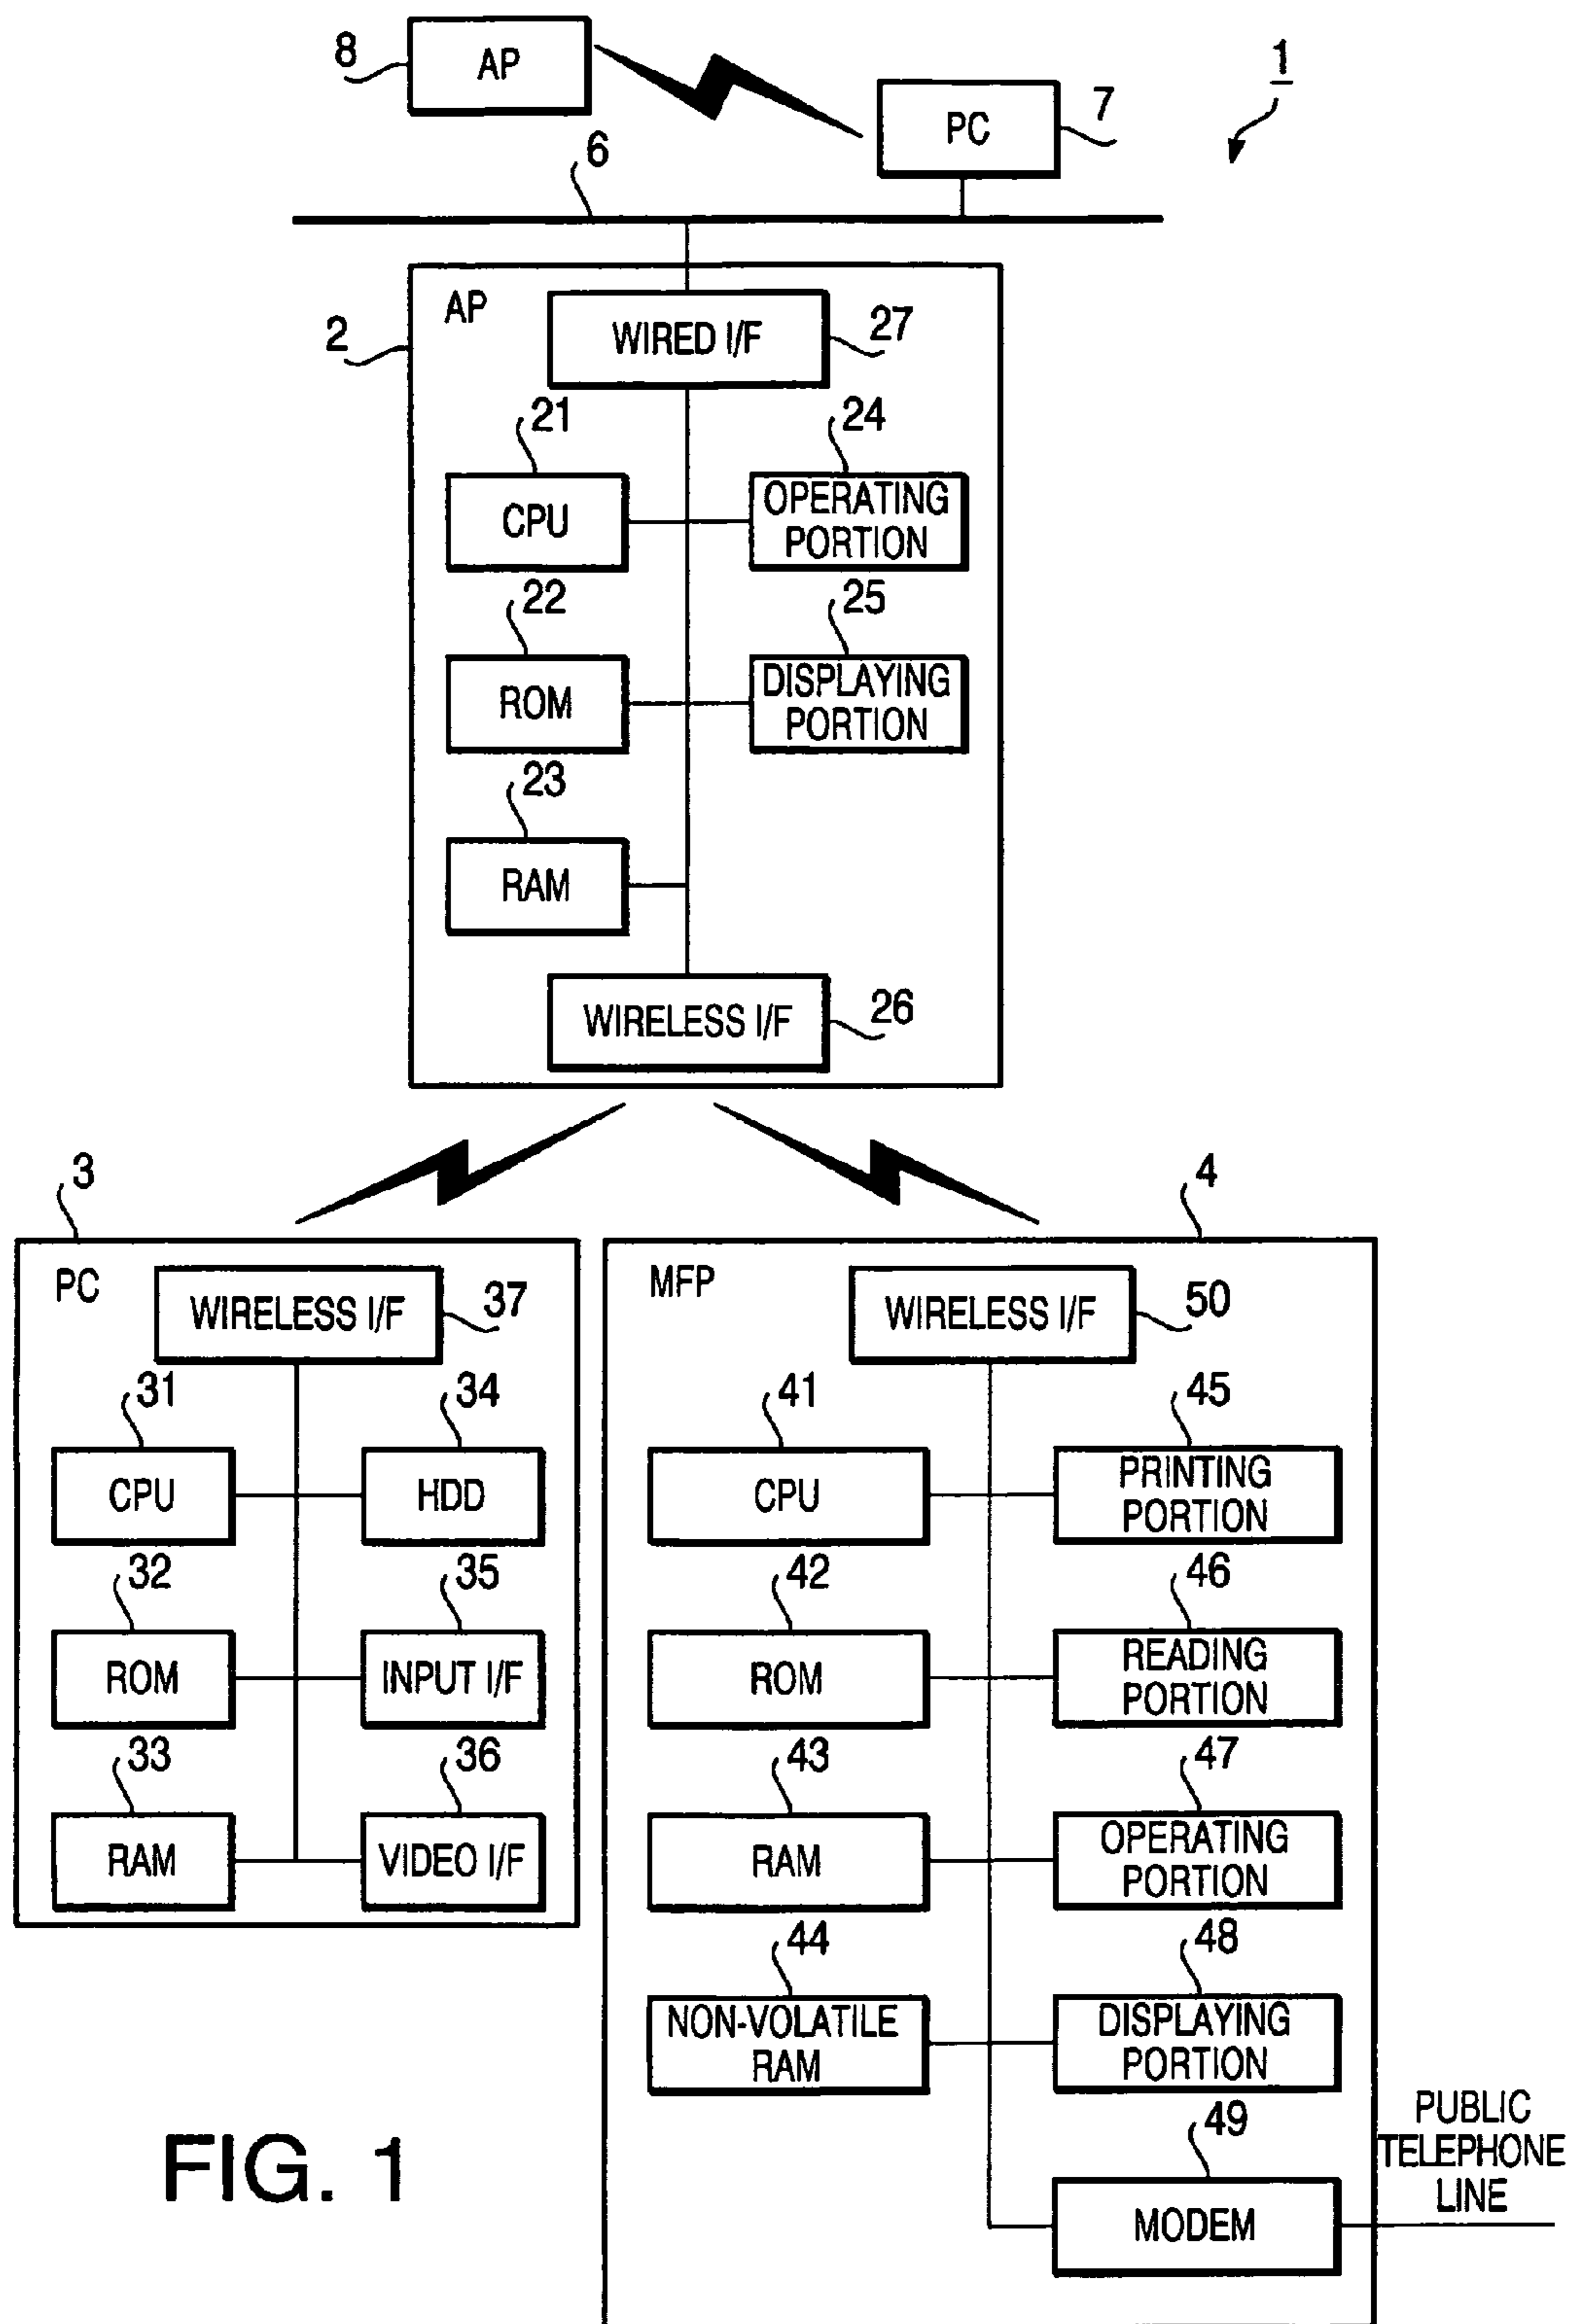 8
AP
1
PC
7
6
AP
2
WIRED I/F
27
21
24
CPU
OPERATING
PORTION
22
25
ROM
DISPLAYING
PORTION
23
RAM
WIRELESS I/F
26
3
4
PC
WIRELESS I/F
37
MFP
WIRELESS I/F
50
31
34
41
45
CPU
HDD
CPU
PRINTING
PORTION
32
35
42
46
ROM
INPUT I/F
ROM
READING
PORTION
33
36
43
47
RAM
VIDEO I/F
RAM
OPERATING
PORTION
44
48
NON-VOLATILE
RAM
DISPLAYING
PORTION
49
MODEM
PUBLIC
TELEPHONE
LINE
FIG. 1